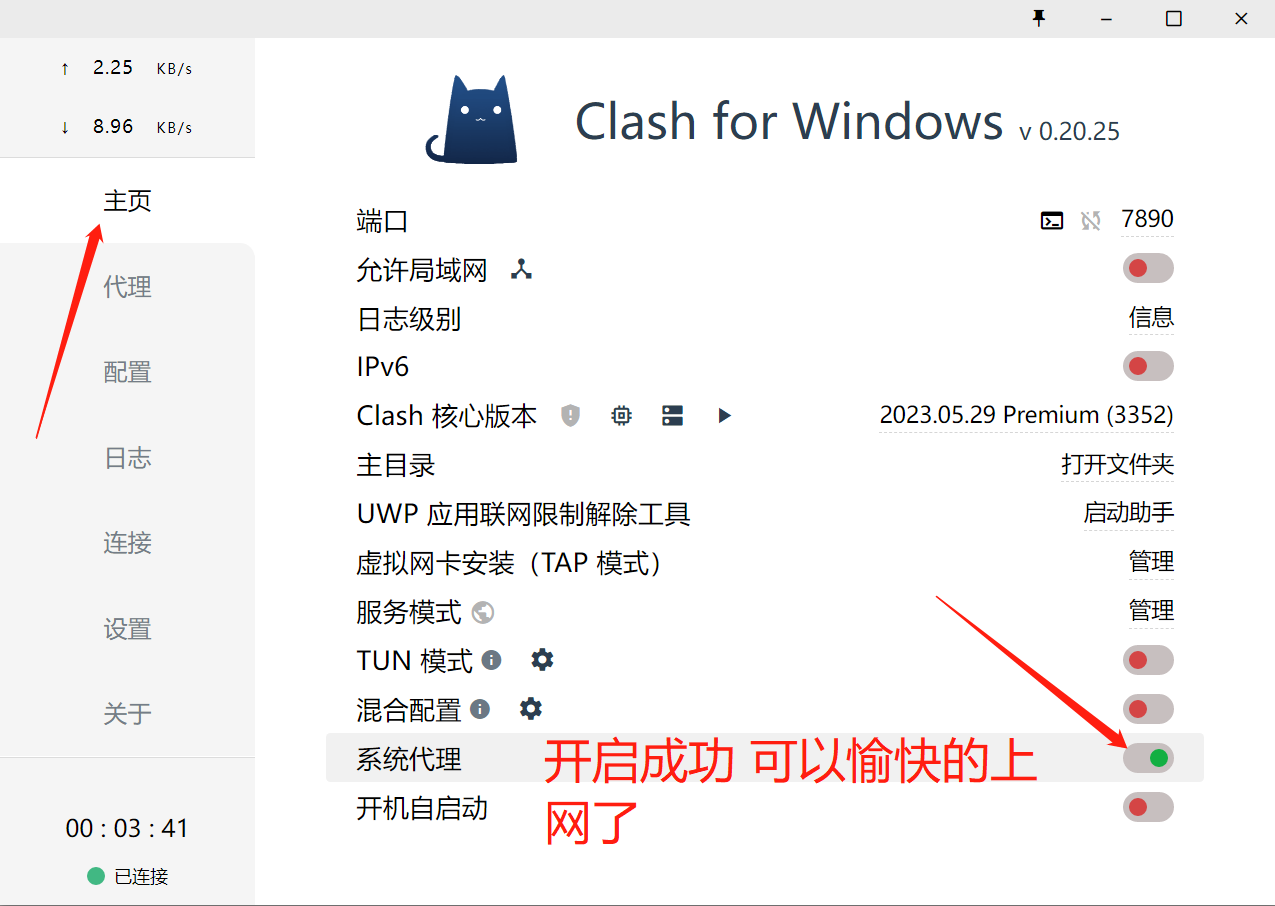 ↑ 2.25 KB/s
↓ 8.96 KB/s
主页
代理
配置
日志
连接
设置
关于
00 : 03 : 41
已连接
Clash for Windows v 0.20.25
端口 7890
允许局域网
日志级别 信息
IPv6
Clash 核心版本 2023.05.29 Premium (3352)
主目录 打开文件夹
UWP 应用联网限制解除工具 启动助手
虚拟网卡安装（TAP 模式） 管理
服务模式 管理
TUN 模式
混合配置
系统代理
开启成功 可以愉快的上
网了
开机自启动